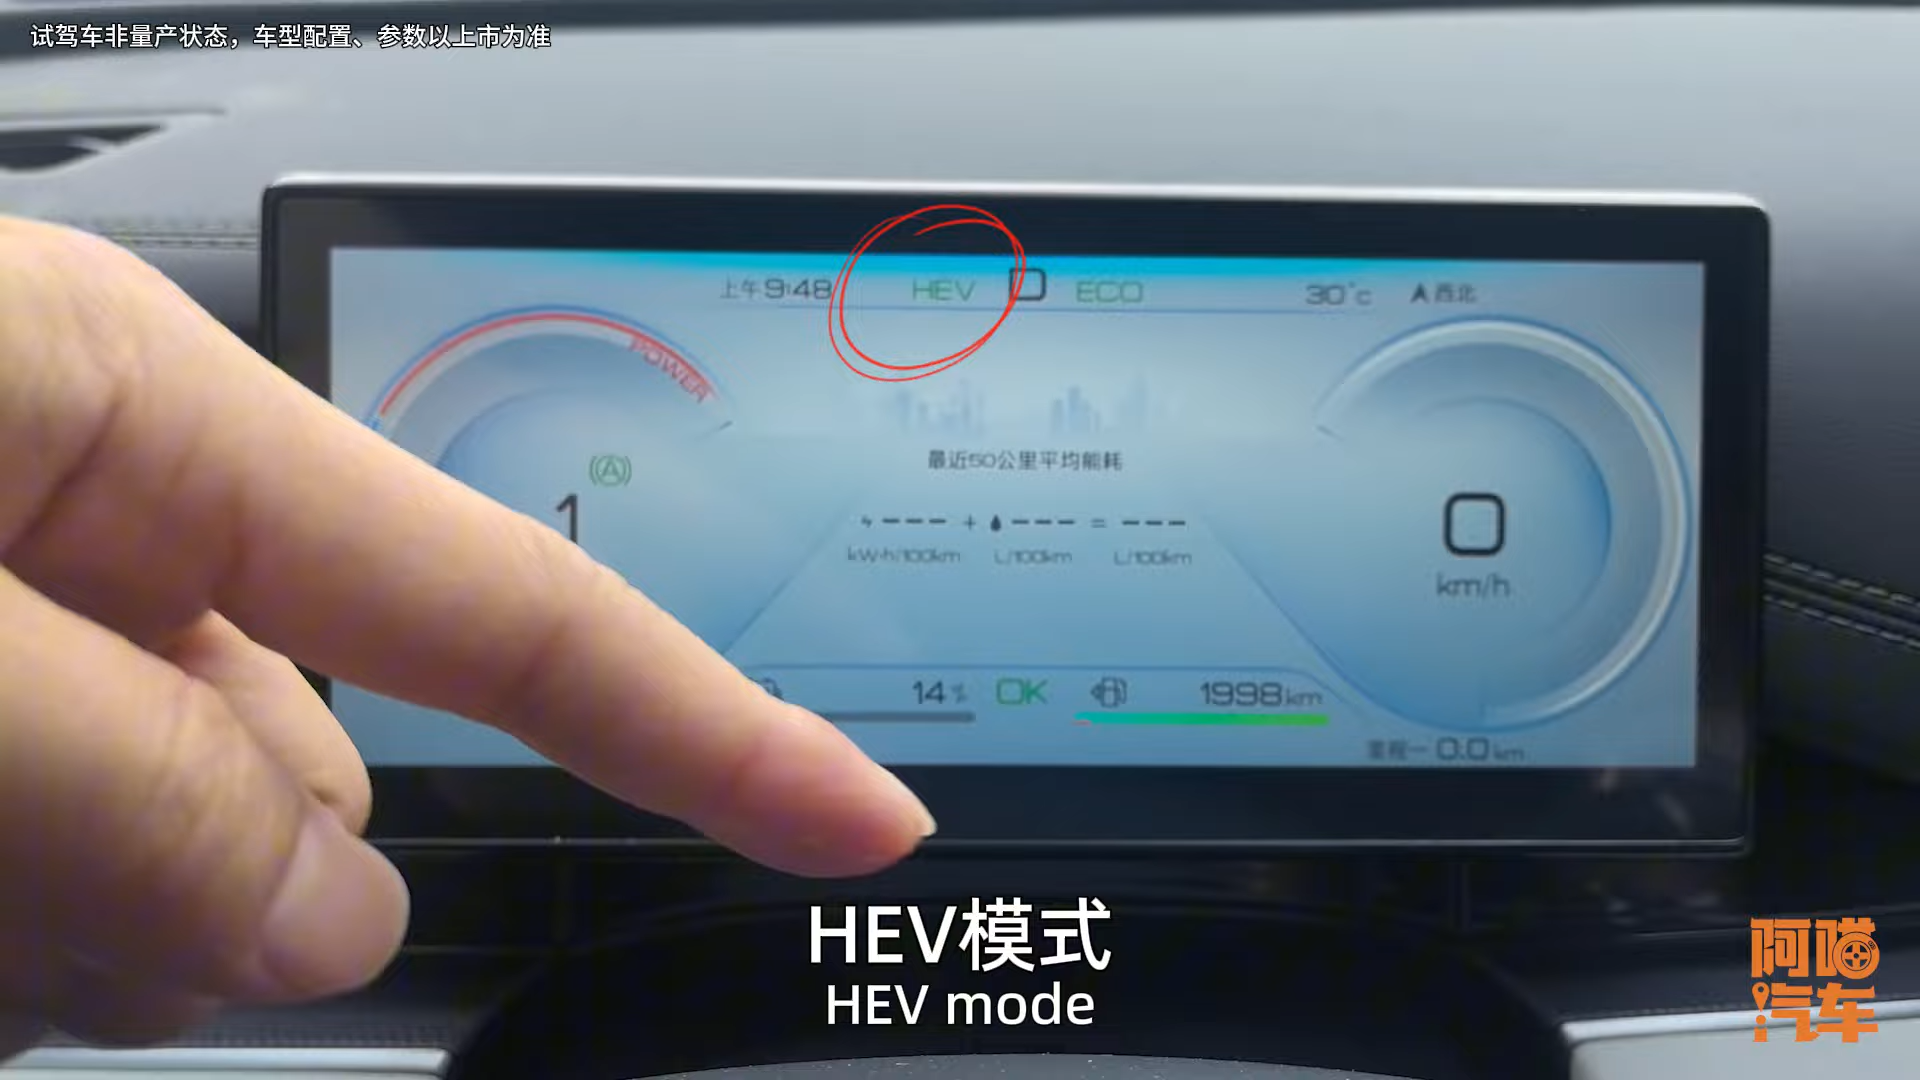 试驾车非量产状态，车型配置、参数以上市为准
上午9:48 HEV D ECO 30°c 西北
POWER
(A)
最近50公里平均能耗
1
--- + --- = ---
0
kW·h/100km L/100km L/100km
km/h
14% OK 1998km
里程一 0.0km
HEV模式
HEV mode
阿喵汽车